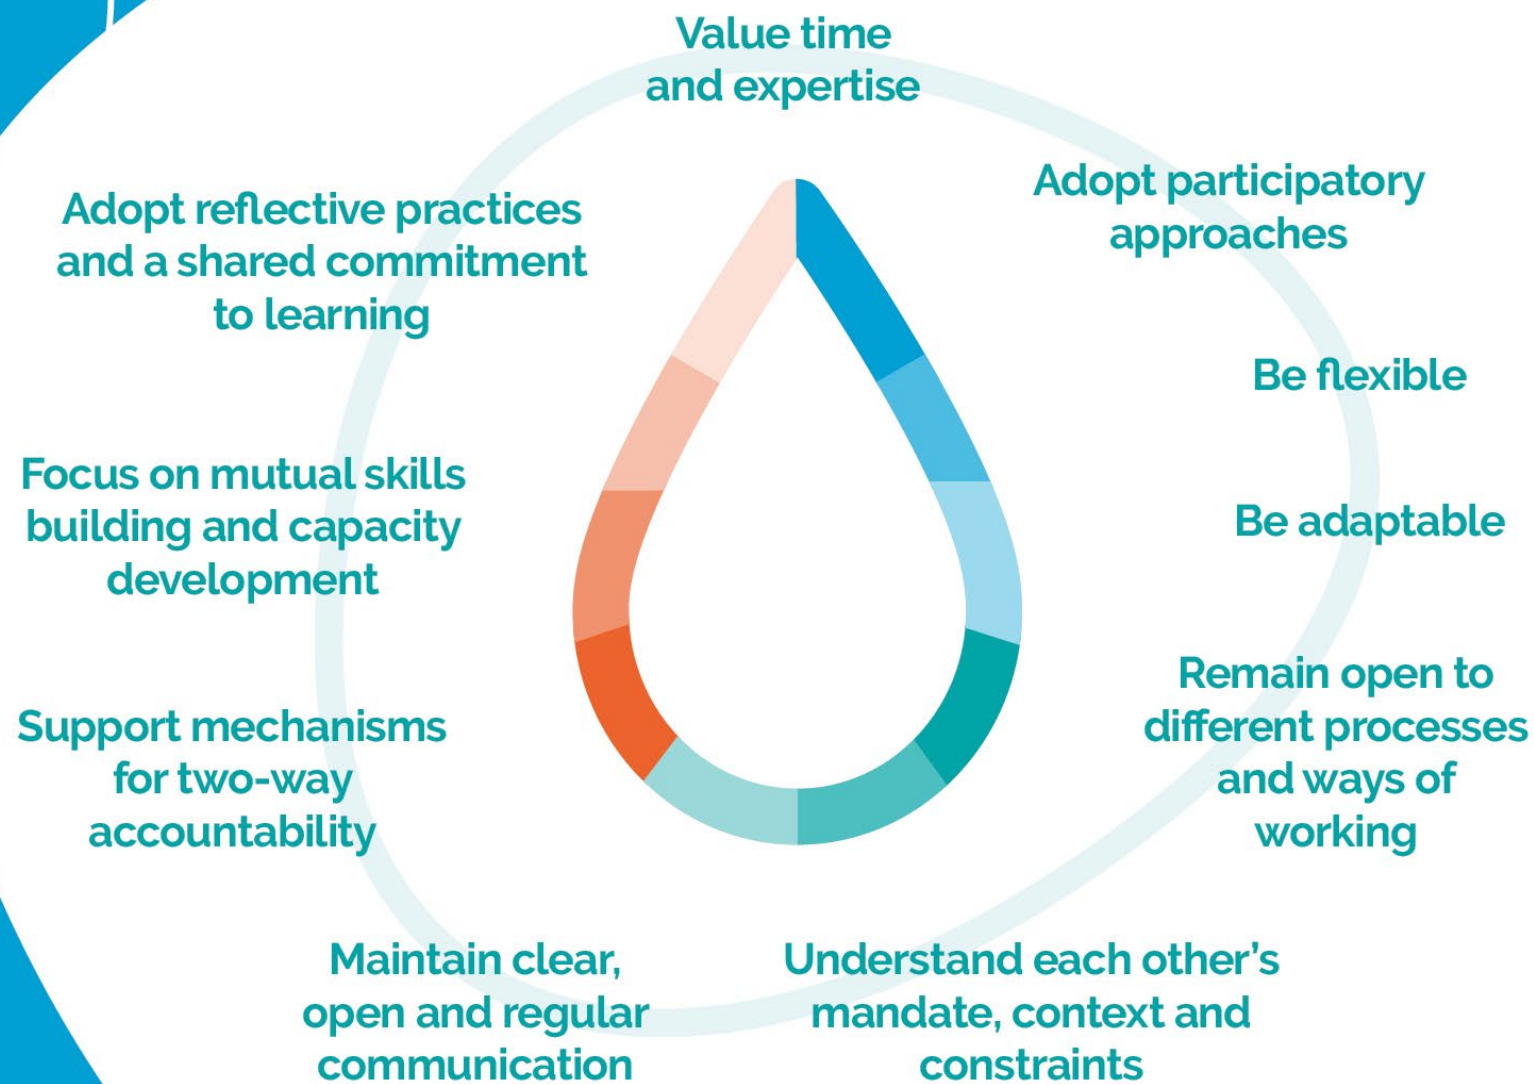 Value time
and expertise
Adopt participatory
approaches
Be flexible
Be adaptable
Remain open to
different processes
and ways of
working
Understand each other’s
mandate, context and
constraints
Maintain clear,
open and regular
communication
Support mechanisms
for two-way
accountability
Focus on mutual skills
building and capacity
development
Adopt reflective practices
and a shared commitment
to learning